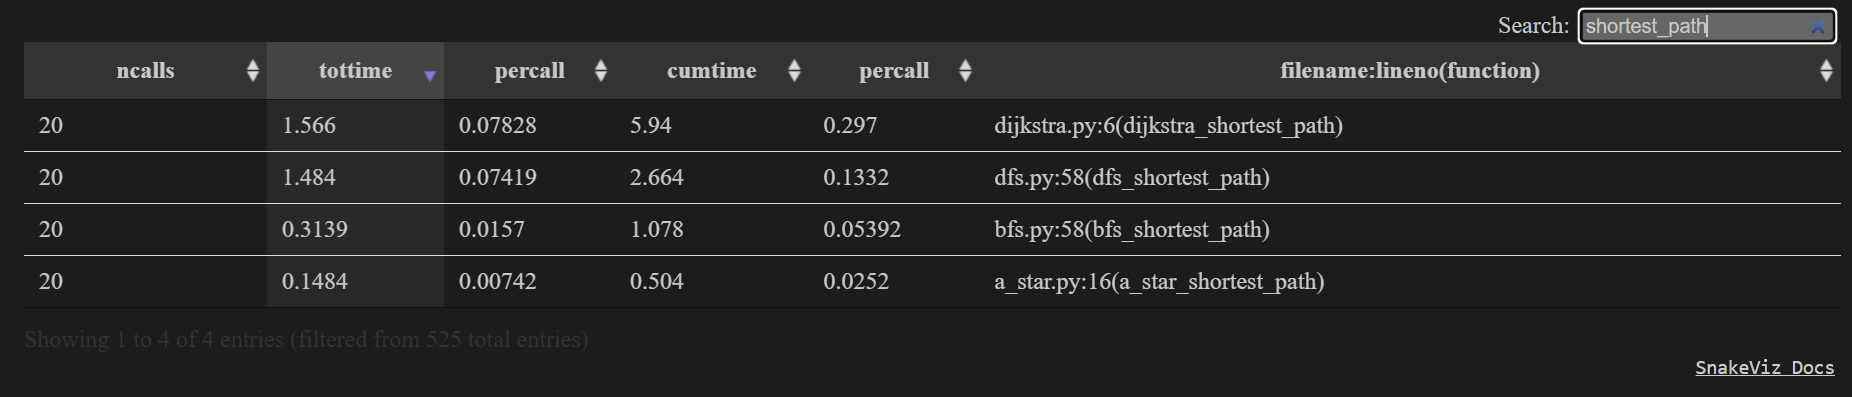 Search: shortest_path
ncalls tottime percall cumtime percall filename:lineno(function)
20 1.566 0.07828 5.94 0.297 dijkstra.py:6(dijkstra_shortest_path)
20 1.484 0.07419 2.664 0.1332 dfs.py:58(dfs_shortest_path)
20 0.3139 0.0157 1.078 0.05392 bfs.py:58(bfs_shortest_path)
20 0.1484 0.00742 0.504 0.0252 a_star.py:16(a_star_shortest_path)
Showing 1 to 4 of 4 entries (filtered from 525 total entries)
SnakeViz Docs